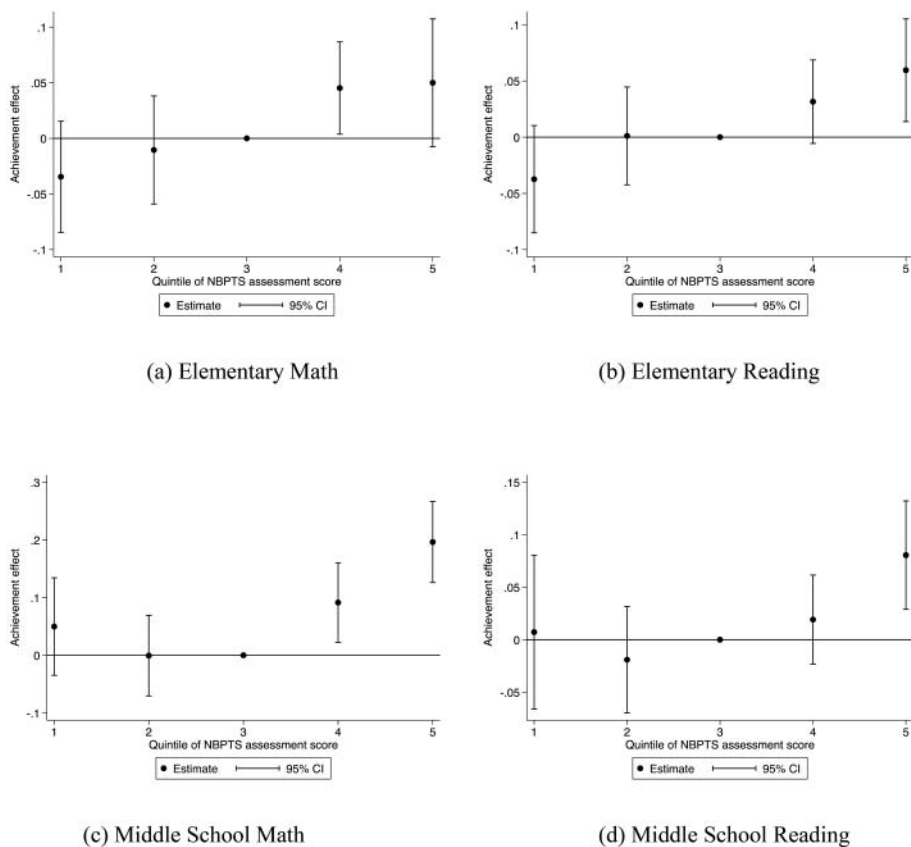 .1
.05
0
-.05
-.1
Achievement effect
1 2 3 4 5
Quintile of NBPTS assessment score
Estimate 95% CI
(a) Elementary Math
.1
.05
0
-.05
-.1
Achievement effect
1 2 3 4 5
Quintile of NBPTS assessment score
Estimate 95% CI
(b) Elementary Reading
.3
.2
.1
0
-.1
Achievement effect
1 2 3 4 5
Quintile of NBPTS assessment score
Estimate 95% CI
(c) Middle School Math
.15
.1
.05
0
-.05
Achievement effect
1 2 3 4 5
Quintile of NBPTS assessment score
Estimate 95% CI
(d) Middle School Reading